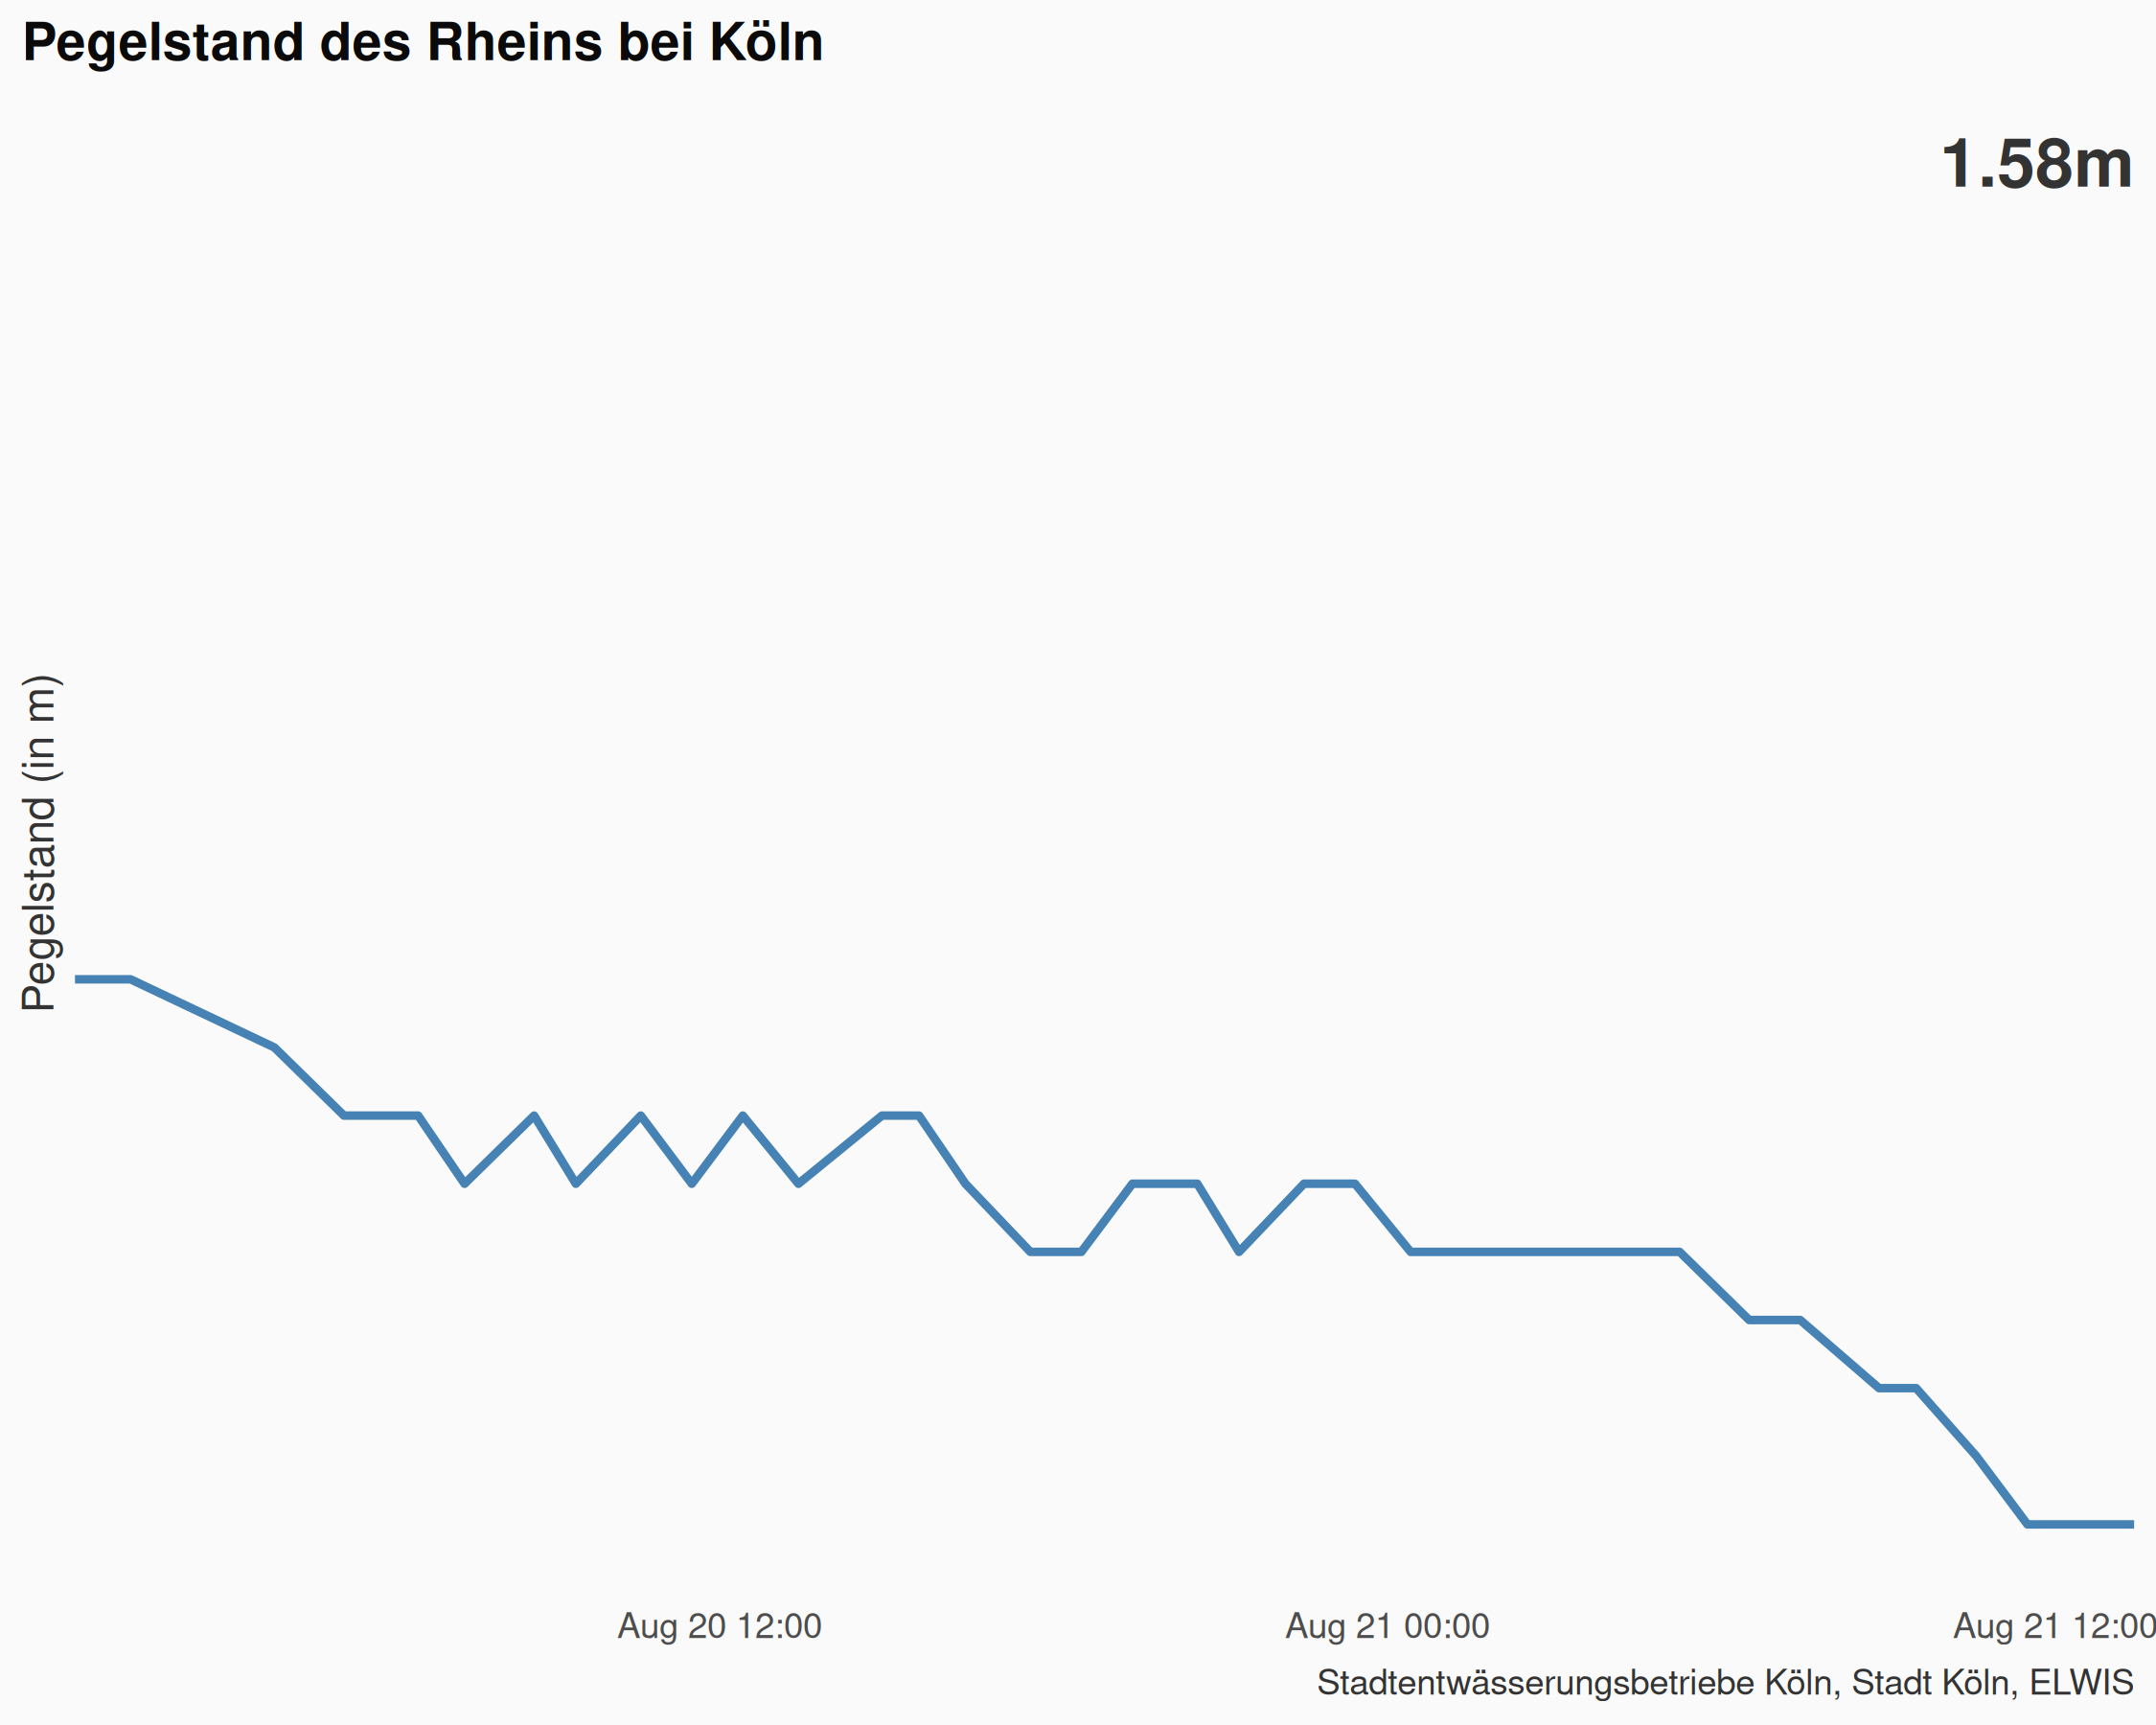 Pegelstand des Rheins bei Köln
1.58m
Pegelstand (in m)
Aug 20 12:00
Aug 21 00:00
Aug 21 12:00
Stadtentwässerungsbetriebe Köln, Stadt Köln, ELWIS